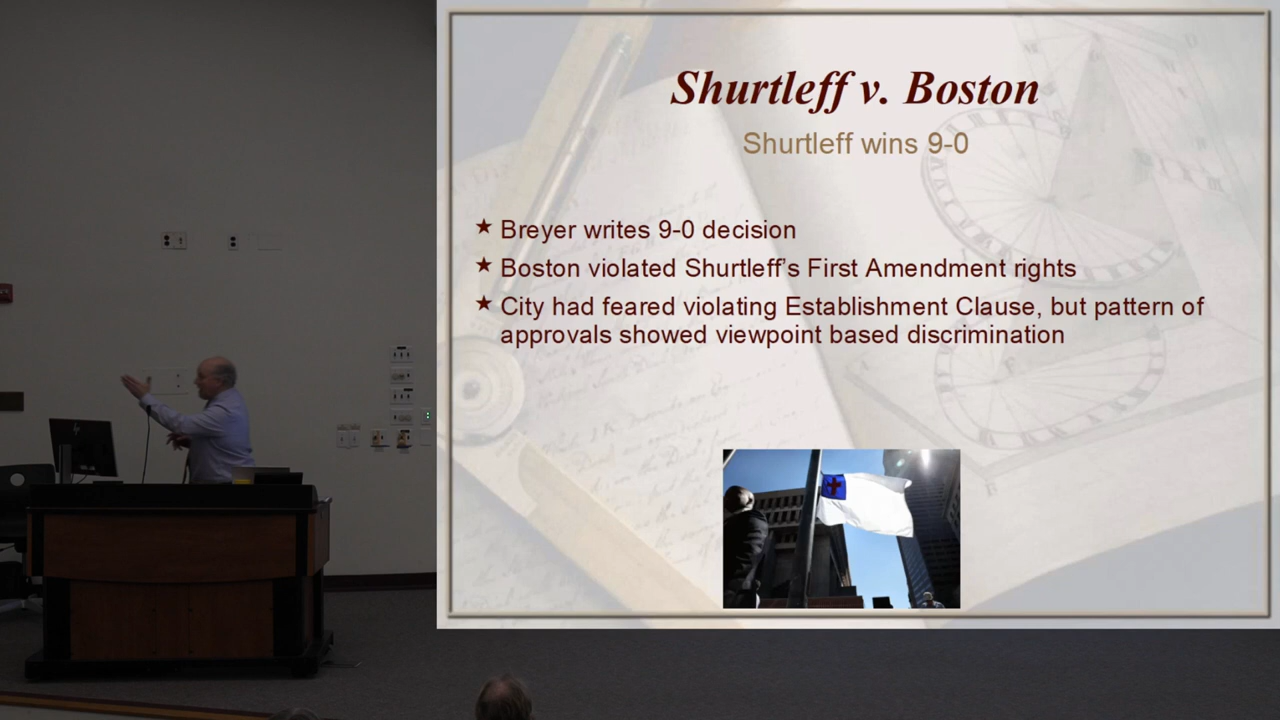 Shurtleff v. Boston
Shurtleff wins 9-0
★ Breyer writes 9-0 decision
★ Boston violated Shurtleff's First Amendment rights
★ City had feared violating Establishment Clause, but pattern of
approvals showed viewpoint based discrimination